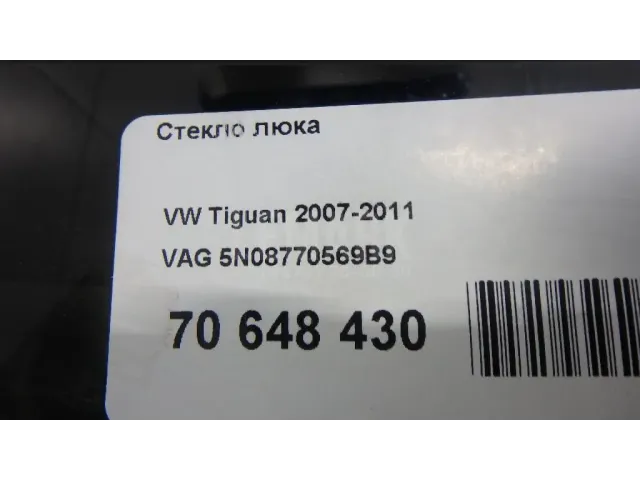 Стекло люка
VW Tiguan 2007-2011
VAG 5N08770569B9
70 648 430